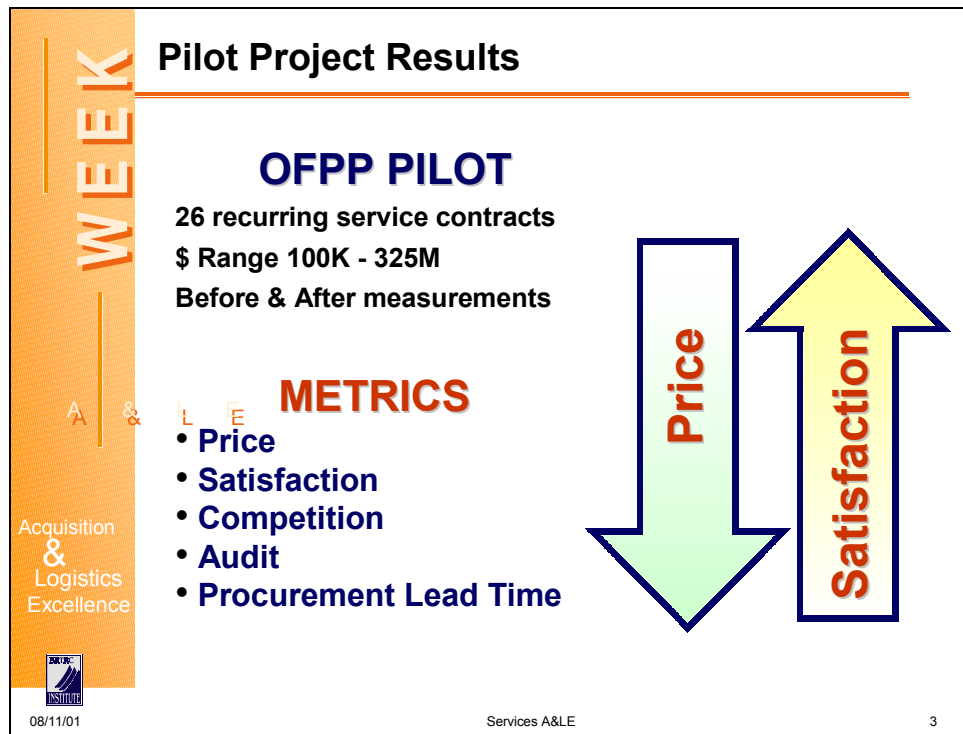 Pilot Project Results
WEEK
OFPP PILOT
26 recurring service contracts
$ Range 100K - 325M
Before & After measurements
METRICS
A & L E
• Price
• Satisfaction
• Competition
• Audit
• Procurement Lead Time
Price
Satisfaction
Acquisition
&
Logistics
Excellence
INSTITUTE
08/11/01
Services A&LE
3